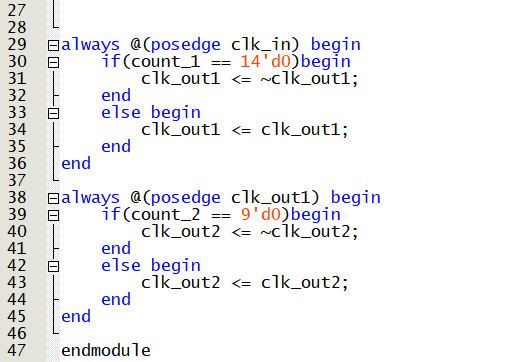 27
28
29 always @(posedge clk_in) begin
30 if(count_1 == 14'd0)begin
31 clk_out1 <= ~clk_out1;
32 end
33 else begin
34 clk_out1 <= clk_out1;
35 end
36 end
37
38 always @(posedge clk_out1) begin
39 if(count_2 == 9'd0)begin
40 clk_out2 <= ~clk_out2;
41 end
42 else begin
43 clk_out2 <= clk_out2;
44 end
45 end
46
47 endmodule